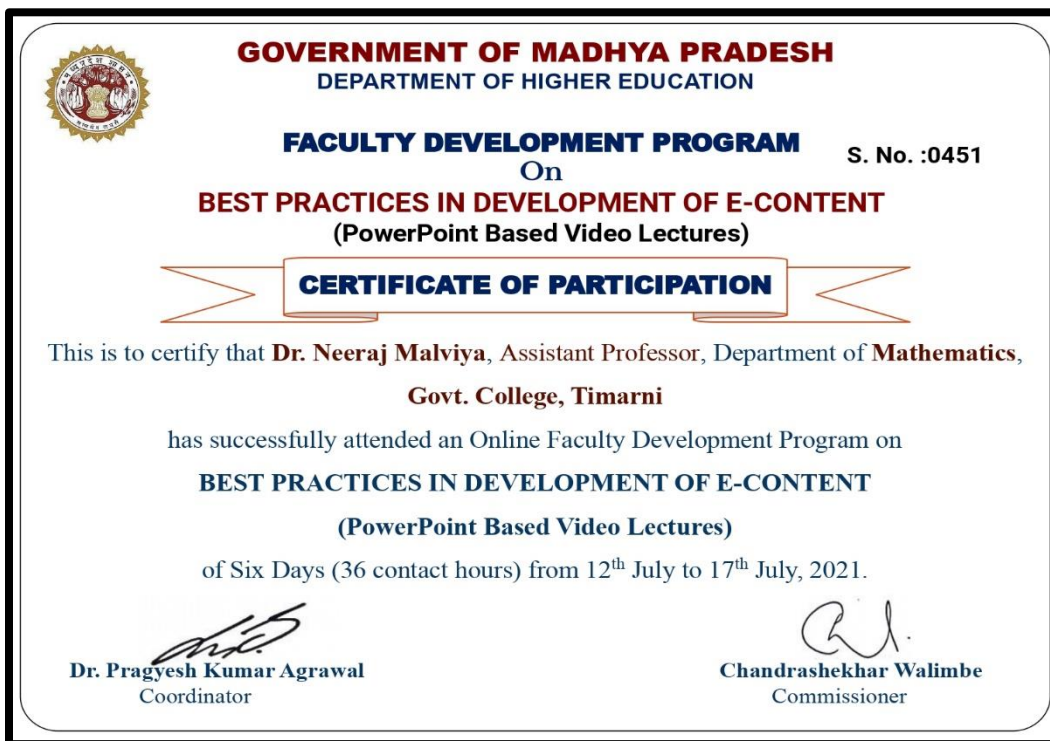 GOVERNMENT OF MADHYA PRADESH
DEPARTMENT OF HIGHER EDUCATION
FACULTY DEVELOPMENT PROGRAM
S. No. :0451
On
BEST PRACTICES IN DEVELOPMENT OF E-CONTENT
(PowerPoint Based Video Lectures)
CERTIFICATE OF PARTICIPATION
This is to certify that Dr. Neeraj Malviya, Assistant Professor, Department of Mathematics,
Govt. College, Timarni
has successfully attended an Online Faculty Development Program on
BEST PRACTICES IN DEVELOPMENT OF E-CONTENT
(PowerPoint Based Video Lectures)
of Six Days (36 contact hours) from 12th July to 17th July, 2021.
Dr. Pragyesh Kumar Agrawal
Coordinator
Chandrashekhar Walimbe
Commissioner